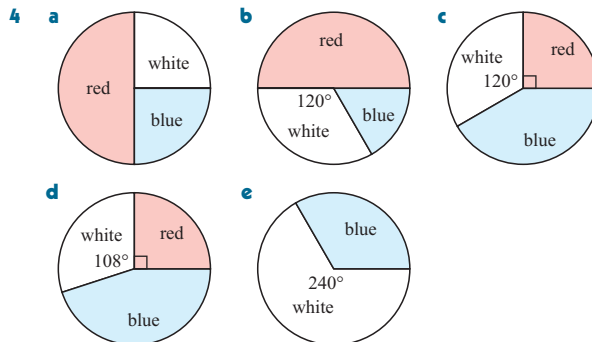 4 a b c
red white blue
red 120° blue white
white red 120° blue
d e
white red 108° blue
blue 240° white